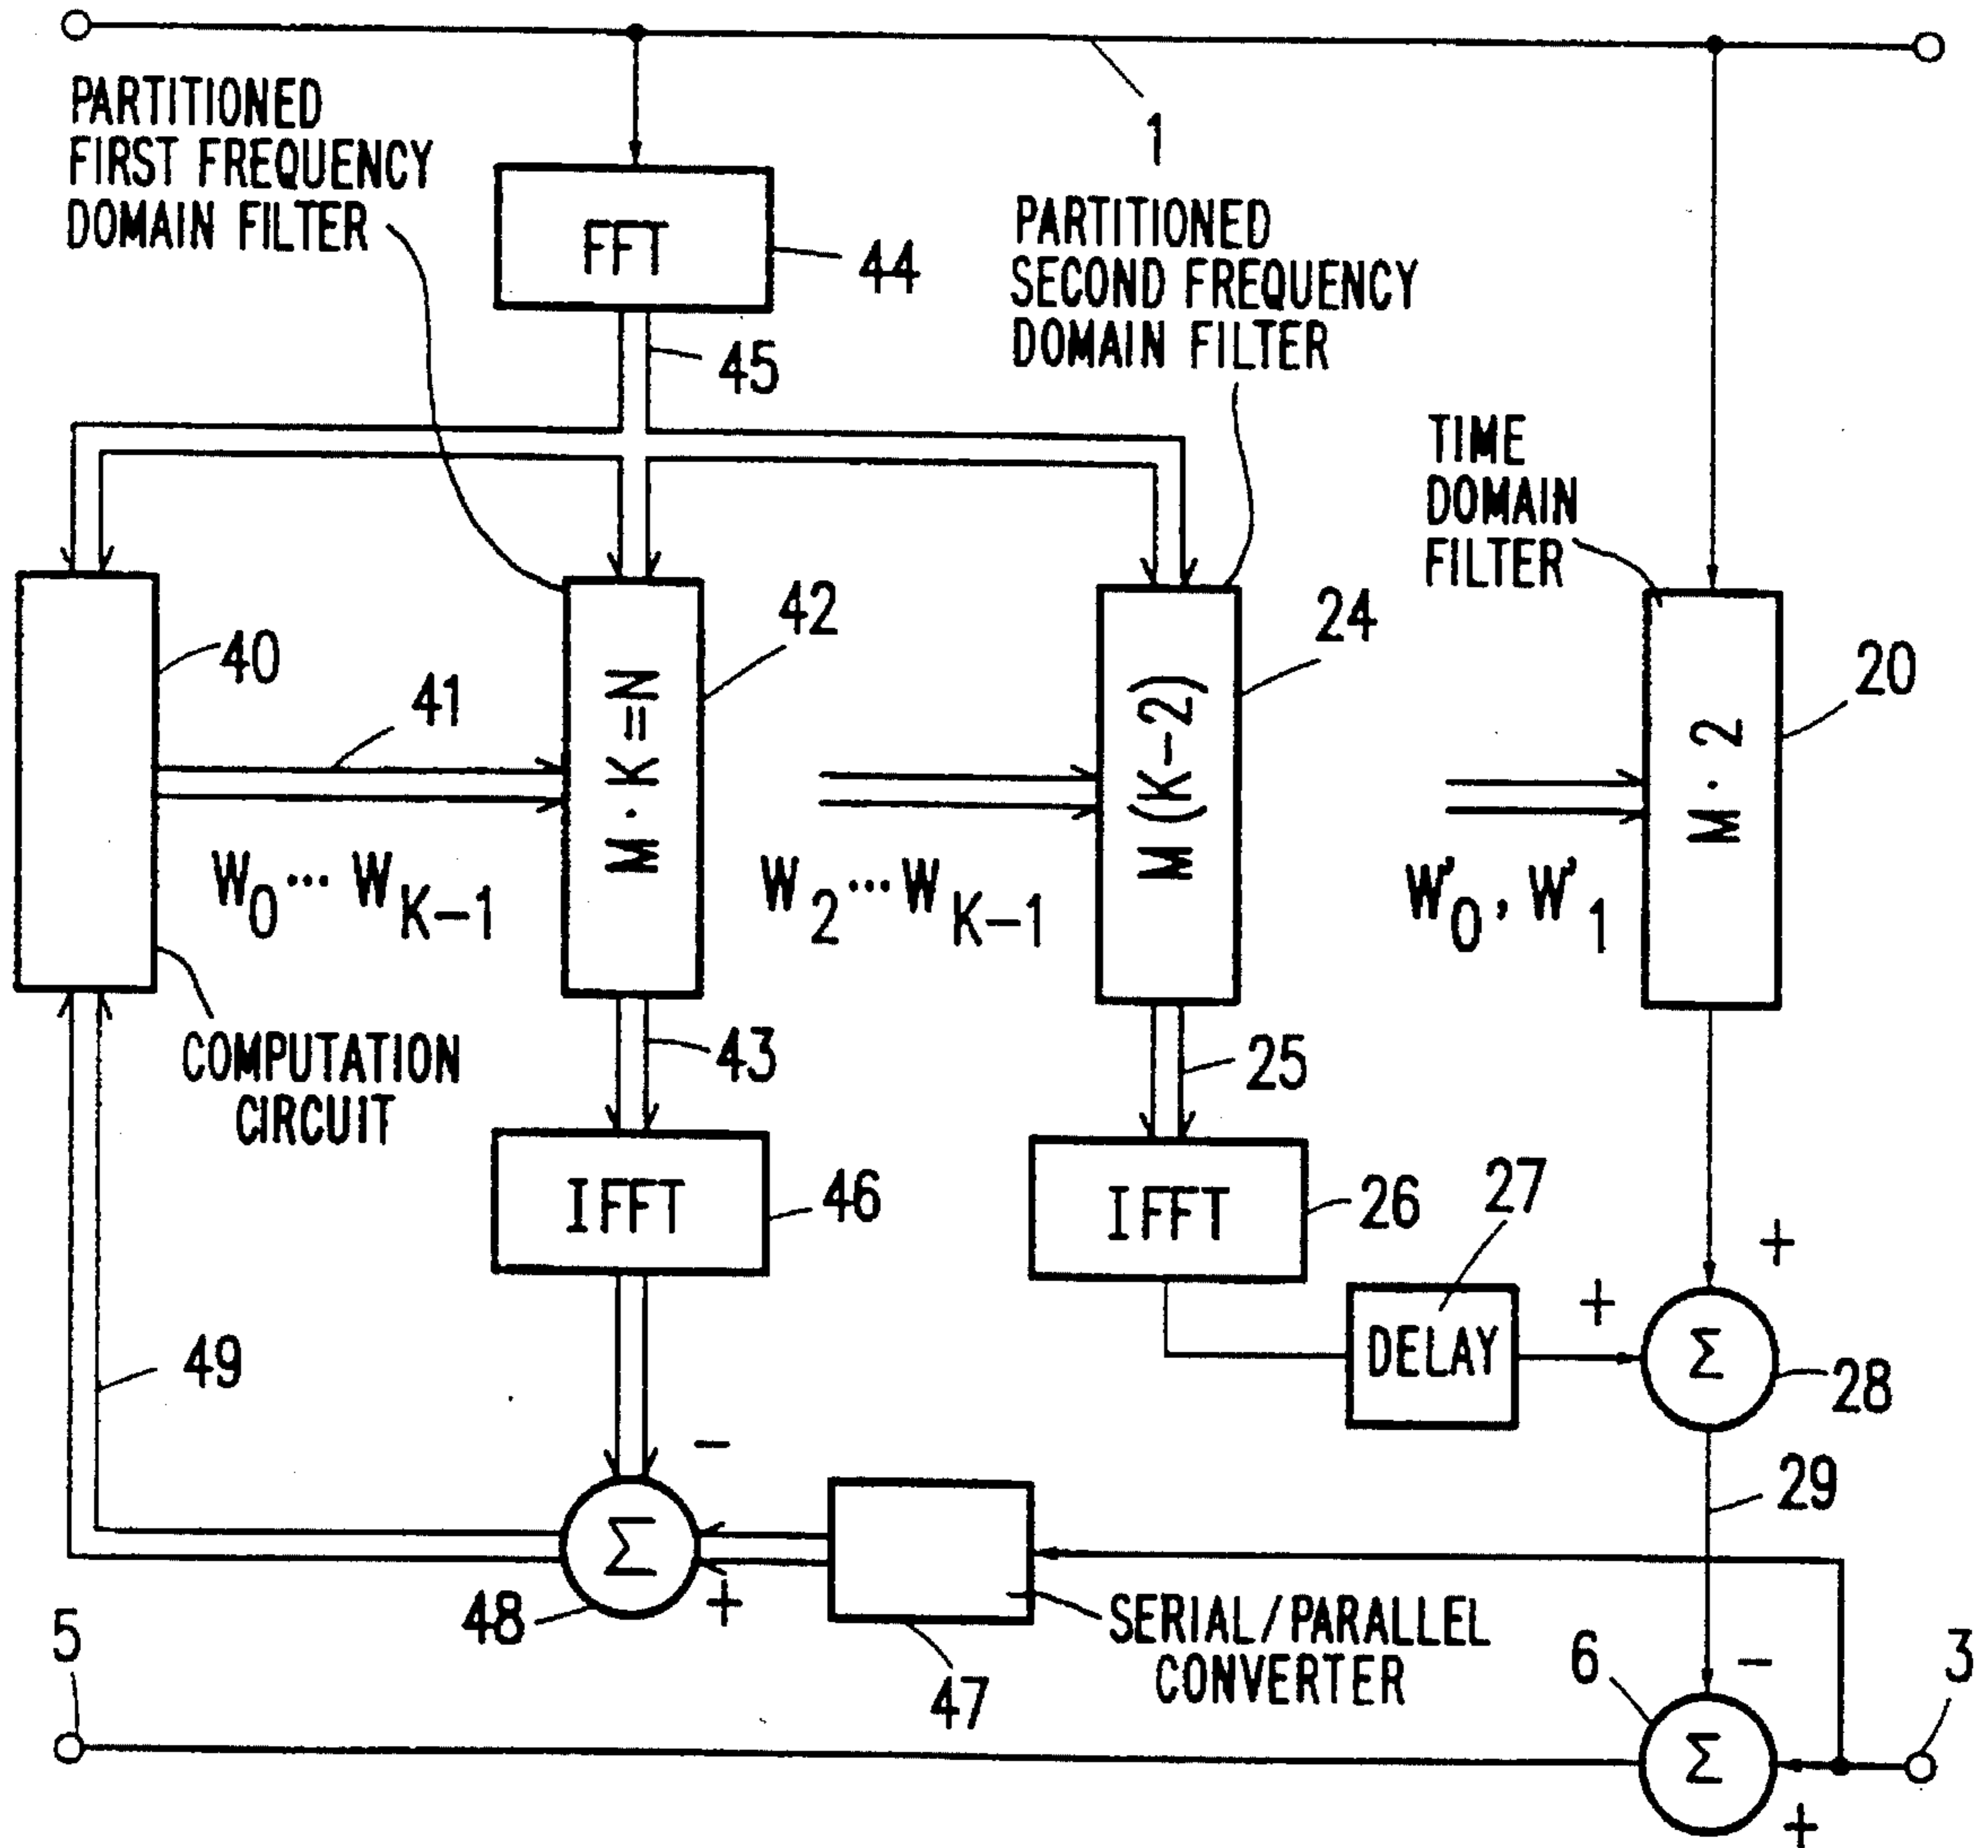 1
PARTITIONED
FIRST FREQUENCY
DOMAIN FILTER
FFT
44
45
PARTITIONED
SECOND FREQUENCY
DOMAIN FILTER
TIME
DOMAIN
FILTER
40
41
M · K = N
42
M (K-2)
24
M · 2
20
W0 ··· WK-1
W2 ··· WK-1
W'0, W'1
COMPUTATION
CIRCUIT
43
25
IFFT
46
IFFT
26
27
DELAY
+
+
Σ
28
49
-
Σ
48
+
47
SERIAL/PARALLEL
CONVERTER
29
5
6
-
Σ
+
3